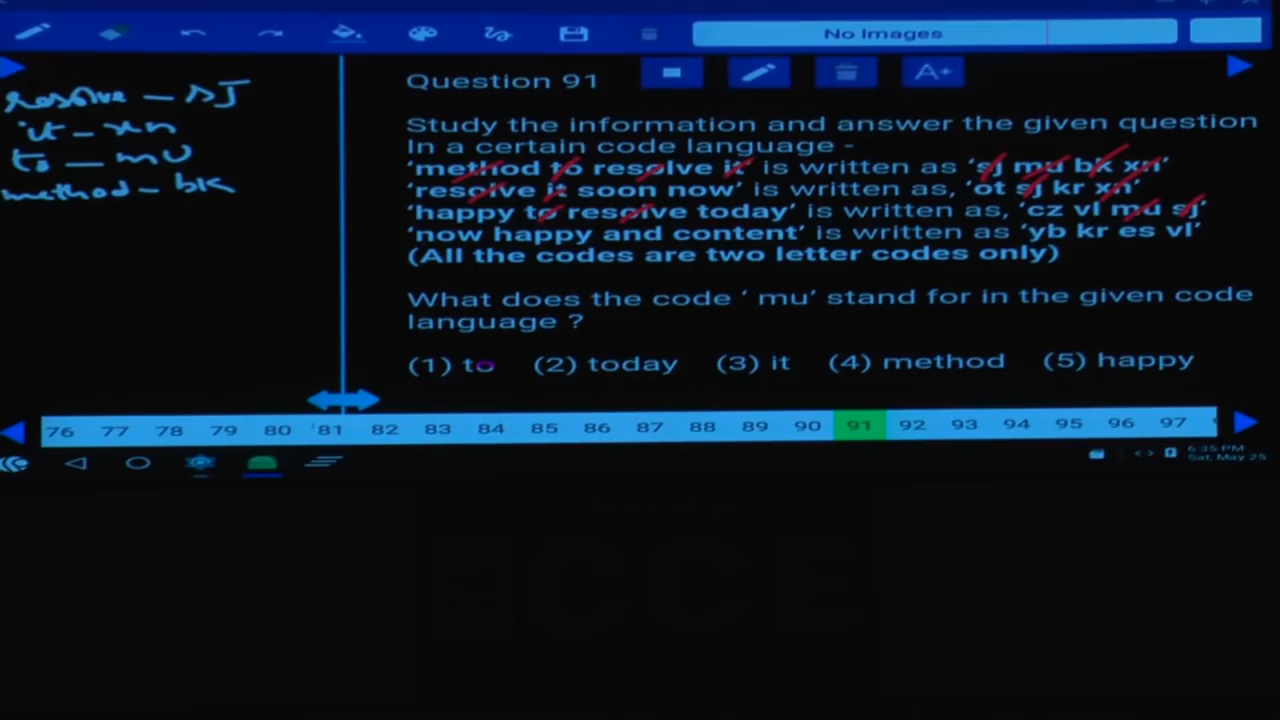 No Images
Question 91
A+
resolve - sJ
it - xn
to - mu
method - bk
Study the information and answer the given question
In a certain code language -
‘method to resolve it’ is written as ‘sj mu bk xn’
‘resolve it soon now’ is written as, ‘ot sj kr xn’
‘happy to resolve today’ is written as, ‘cz vl mu sj’
‘now happy and content’ is written as ‘yb kr es vl’
(All the codes are two letter codes only)
What does the code ‘ mu’ stand for in the given code
language ?
(1) to (2) today (3) it (4) method (5) happy
76 77 78 79 80 81 82 83 84 85 86 87 88 89 90 91 92 93 94 95 96 97
6:35 PM
Sat, May 25